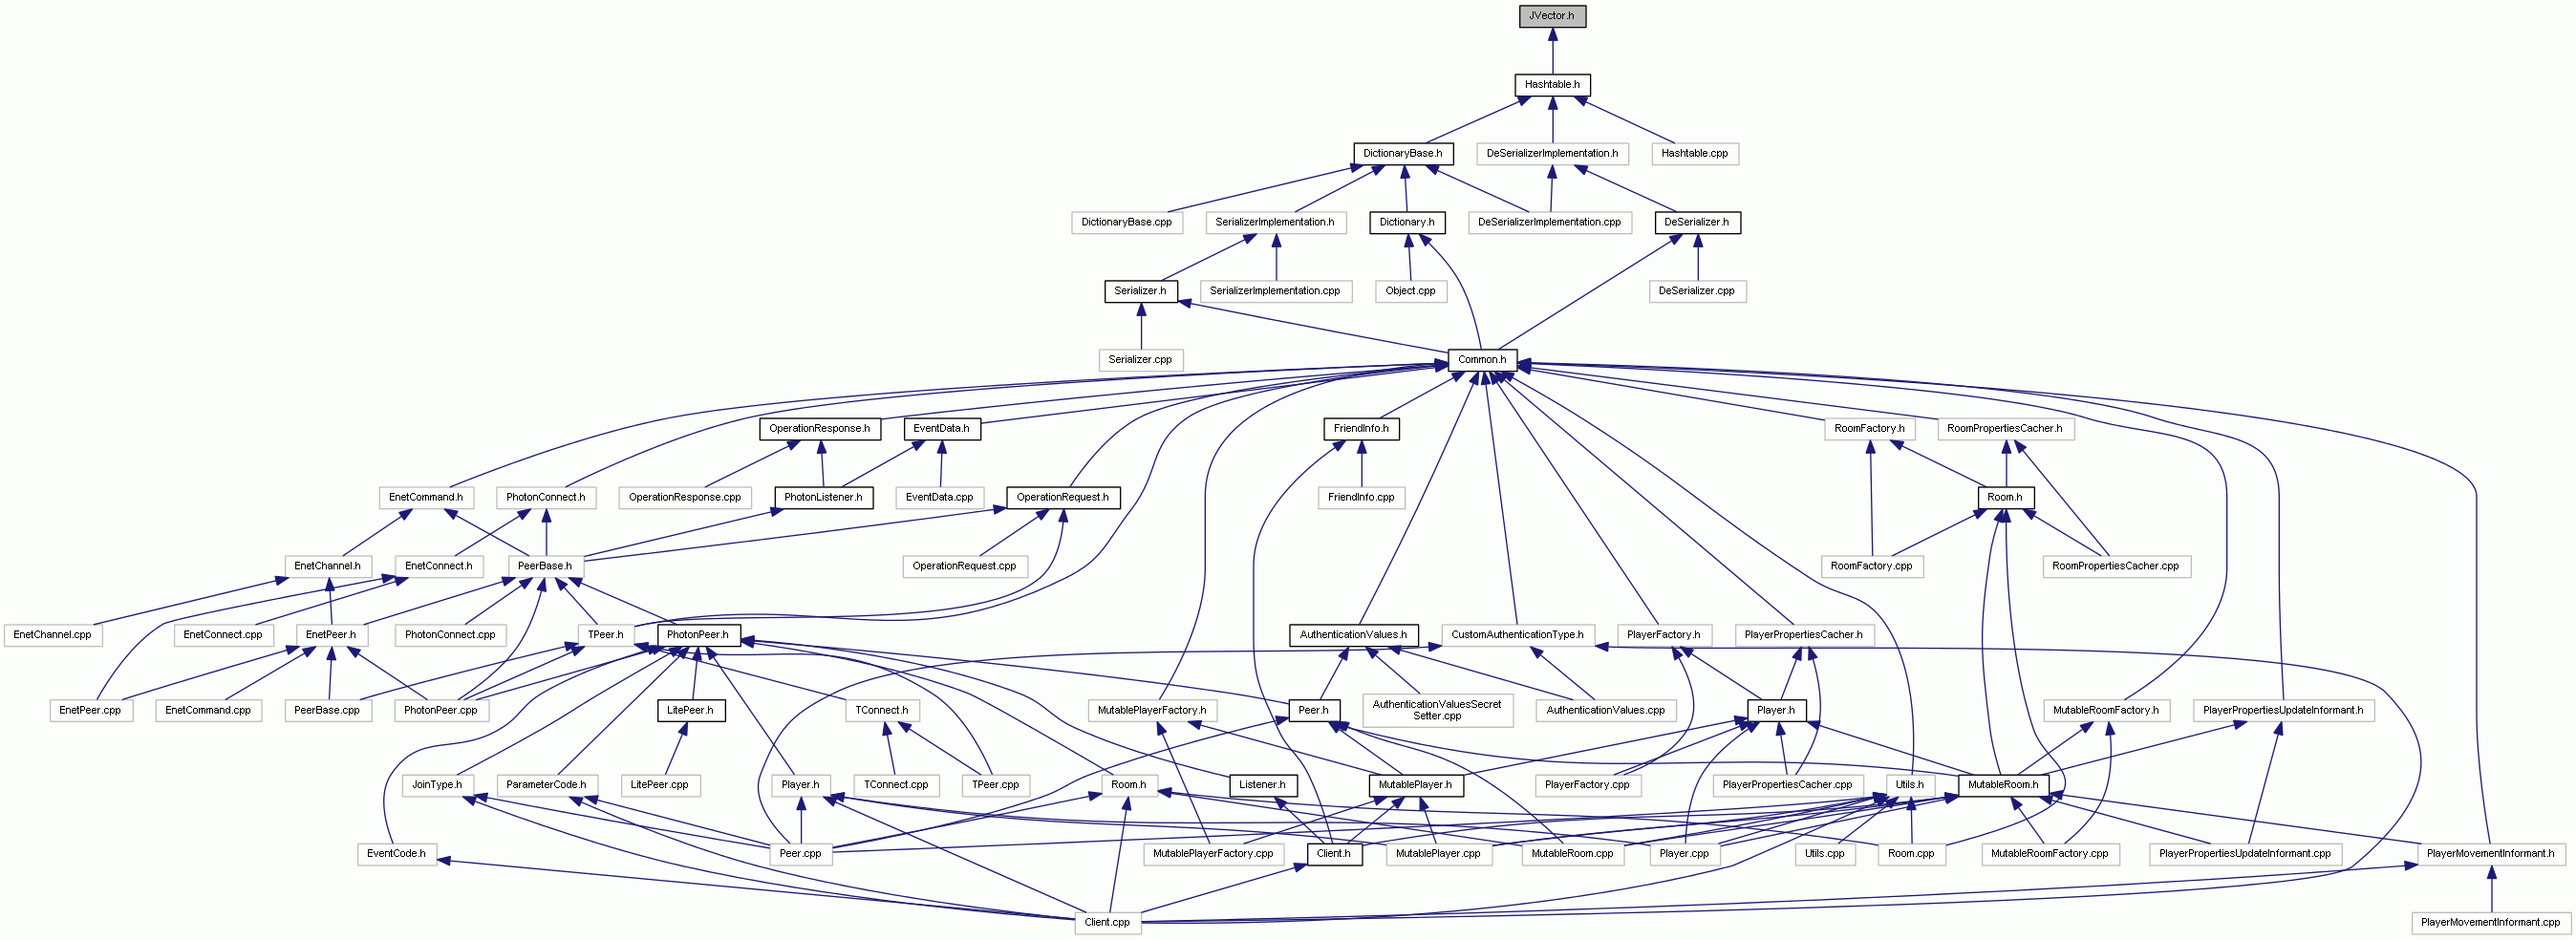 JVector.h
Hashtable.h
DictionaryBase.h
DeSerializerImplementation.h
Hashtable.cpp
DictionaryBase.cpp
SerializerImplementation.h
Dictionary.h
DeSerializerImplementation.cpp
DeSerializer.h
Serializer.h
SerializerImplementation.cpp
Object.cpp
DeSerializer.cpp
Serializer.cpp
Common.h
OperationResponse.h
EventData.h
FriendInfo.h
RoomFactory.h
RoomPropertiesCacher.h
EnetCommand.h
PhotonConnect.h
OperationResponse.cpp
PhotonListener.h
EventData.cpp
OperationRequest.h
FriendInfo.cpp
Room.h
EnetChannel.h
EnetConnect.h
PeerBase.h
OperationRequest.cpp
RoomFactory.cpp
RoomPropertiesCacher.cpp
EnetChannel.cpp
EnetConnect.cpp
EnetPeer.h
PhotonConnect.cpp
TPeer.h
PhotonPeer.h
AuthenticationValues.h
CustomAuthenticationType.h
PlayerFactory.h
PlayerPropertiesCacher.h
EnetPeer.cpp
EnetCommand.cpp
PeerBase.cpp
PhotonPeer.cpp
LitePeer.h
TConnect.h
MutablePlayerFactory.h
Peer.h
AuthenticationValuesSecret
Setter.cpp
AuthenticationValues.cpp
Player.h
MutableRoomFactory.h
PlayerPropertiesUpdateInformant.h
JoinType.h
ParameterCode.h
LitePeer.cpp
Player.h
TConnect.cpp
TPeer.cpp
Room.h
Listener.h
MutablePlayer.h
PlayerFactory.cpp
PlayerPropertiesCacher.cpp
Utils.h
MutableRoom.h
EventCode.h
Peer.cpp
MutablePlayerFactory.cpp
Client.h
MutablePlayer.cpp
MutableRoom.cpp
Player.cpp
Utils.cpp
Room.cpp
MutableRoomFactory.cpp
PlayerPropertiesUpdateInformant.cpp
PlayerMovementInformant.h
Client.cpp
PlayerMovementInformant.cpp